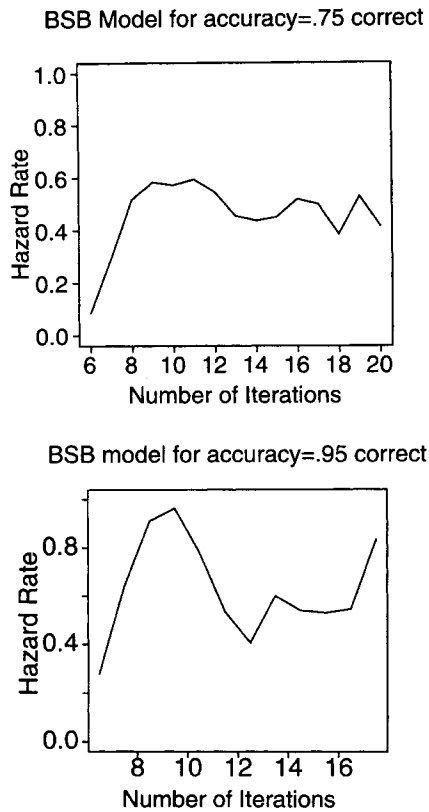 BSB Model for accuracy=.75 correct
1.0
0.8
0.6
0.4
0.2
0.0
Hazard Rate
6 8 10 12 14 16 18 20
Number of Iterations
BSB model for accuracy=.95 correct
0.8
0.4
0.0
Hazard Rate
8 10 12 14 16
Number of Iterations